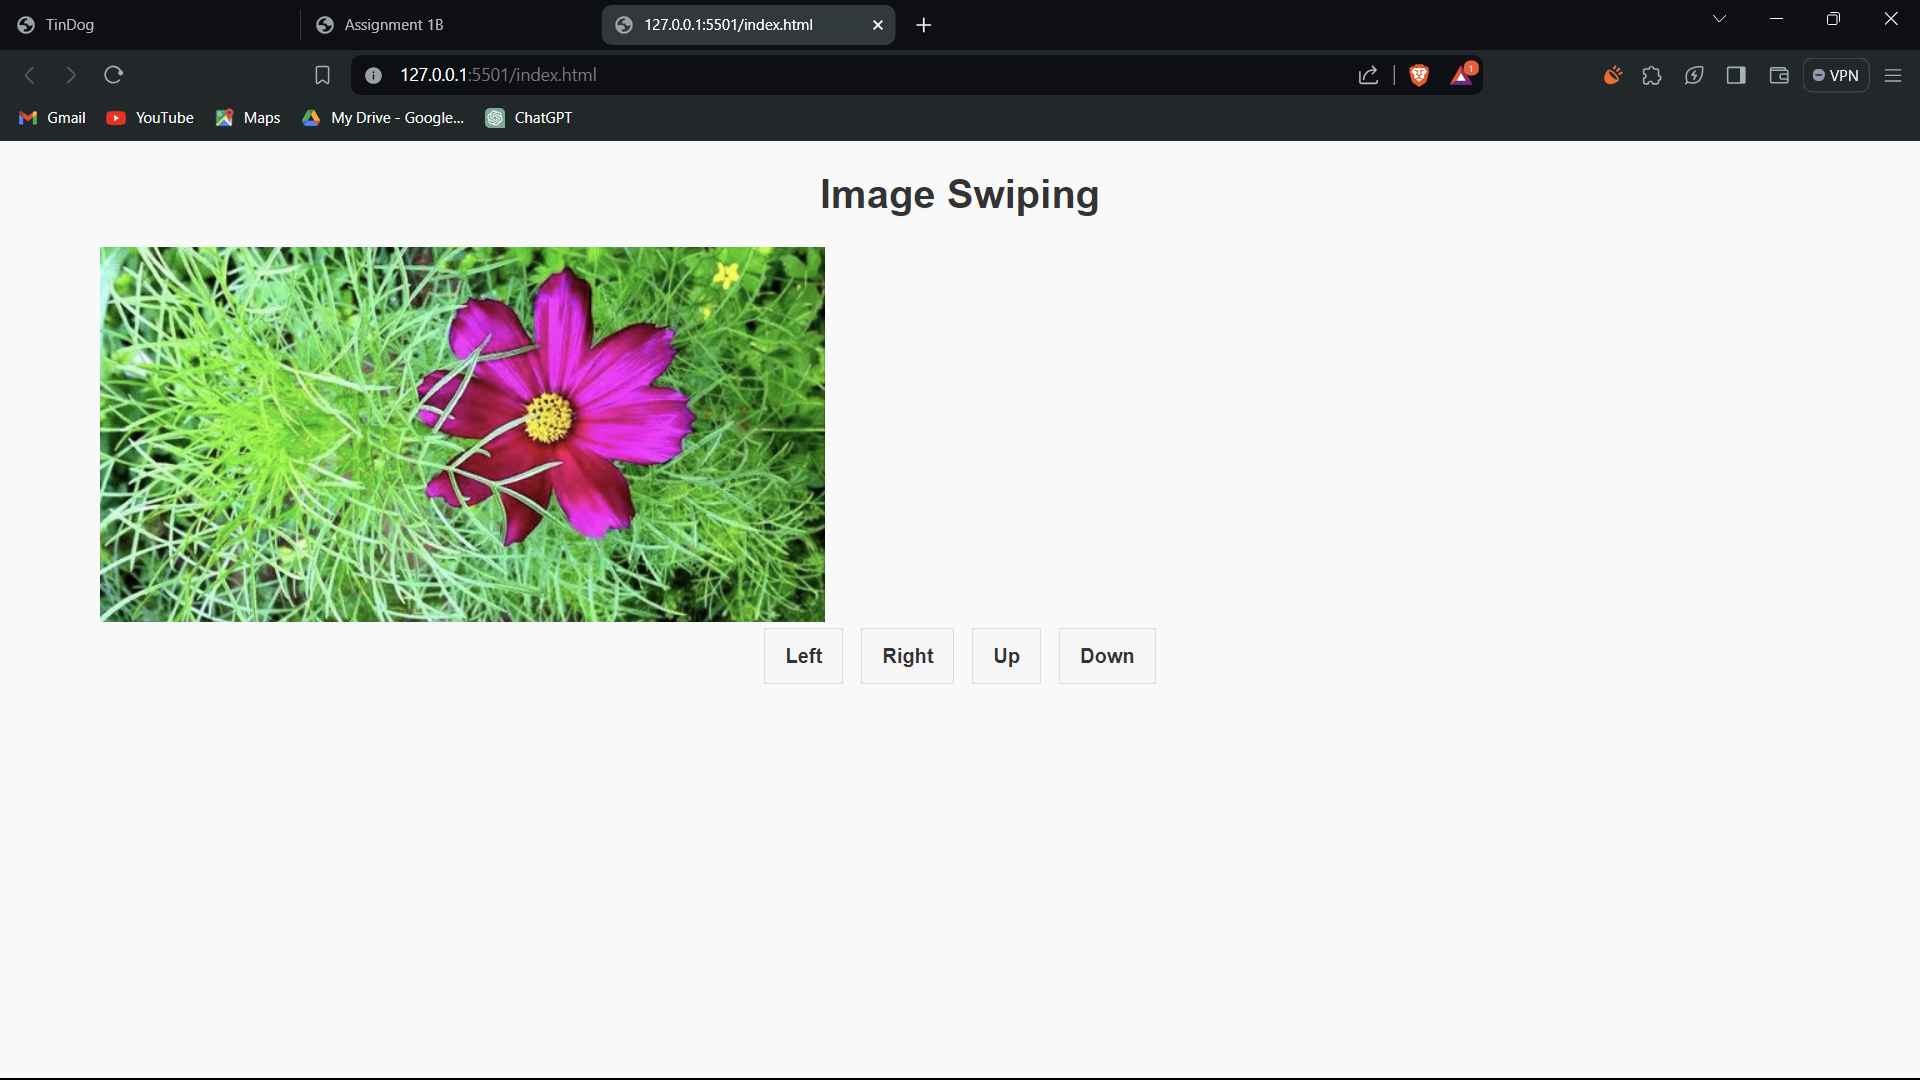 TinDog
Assignment 1B
127.0.0.1:5501/index.html
127.0.0.1:5501/index.html
1
VPN
Gmail
YouTube
Maps
My Drive - Google...
ChatGPT
Image Swiping
Left
Right
Up
Down